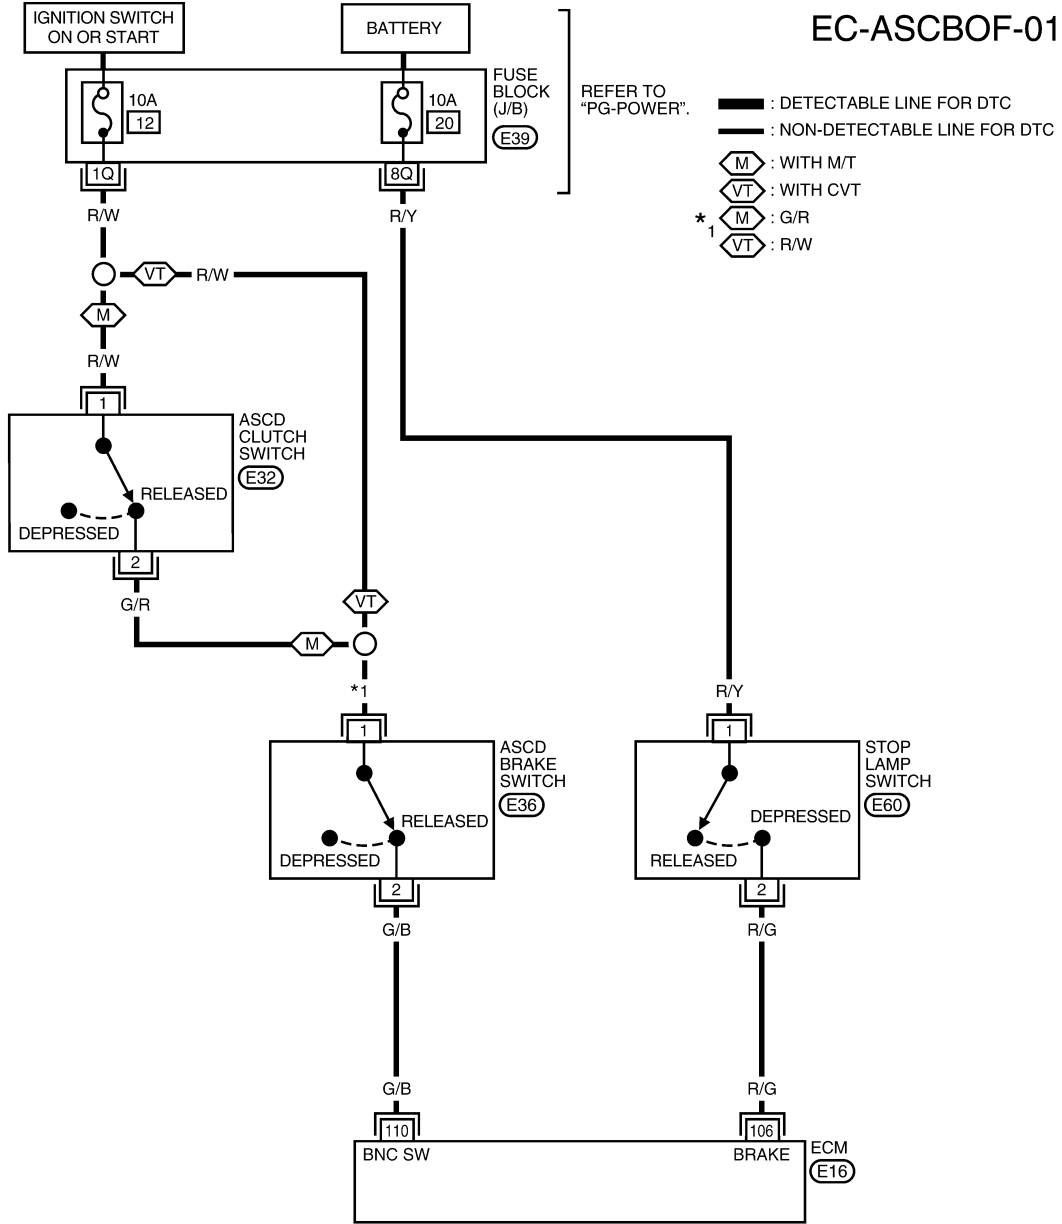 EC-ASCBOF-01
IGNITION SWITCH
ON OR START
BATTERY
FUSE
BLOCK
(J/B)
E39
10A
12
10A
20
REFER TO
“PG-POWER”.
: DETECTABLE LINE FOR DTC
: NON-DETECTABLE LINE FOR DTC
M : WITH M/T
VT : WITH CVT
*1 M : G/R
VT : R/W
1Q
8Q
R/W
R/Y
VT
R/W
M
R/W
1
ASCD
CLUTCH
SWITCH
E32
RELEASED
DEPRESSED
2
G/R
VT
M
*1
R/Y
1
1
ASCD
BRAKE
SWITCH
E36
RELEASED
DEPRESSED
STOP
LAMP
SWITCH
E60
DEPRESSED
RELEASED
2
2
G/B
R/G
G/B
R/G
110
106
BNC SW
BRAKE
ECM
E16